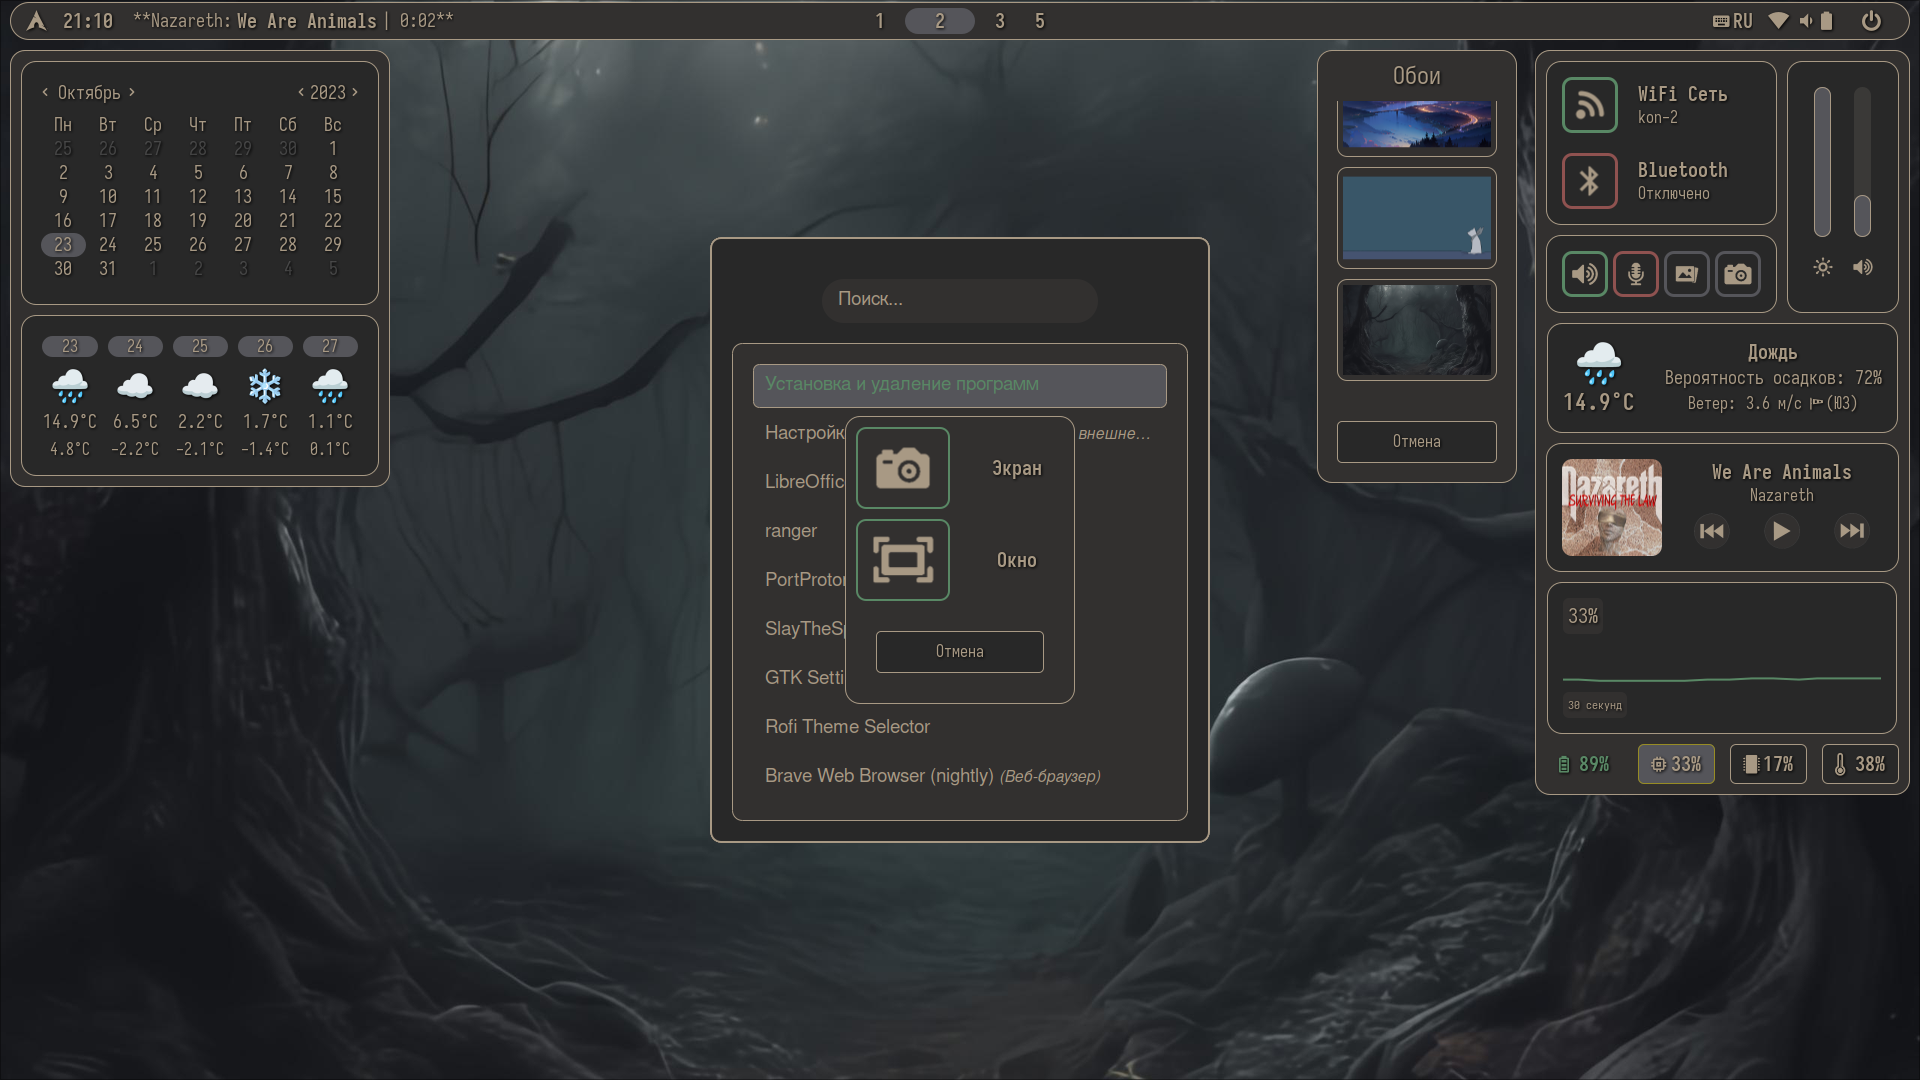 21:10 **Nazareth: We Are Animals | 0:02**
1 2 3 5
RU
‹ Октябрь › ‹ 2023 ›
Пн Вт Ср Чт Пт Сб Вс
25 26 27 28 29 30 1
2 3 4 5 6 7 8
9 10 11 12 13 14 15
16 17 18 19 20 21 22
23 24 25 26 27 28 29
30 31 1 2 3 4 5
23 24 25 26 27
14.9°C 6.5°C 2.2°C 1.7°C 1.1°C
4.8°C -2.2°C -2.1°C -1.4°C 0.1°C
Поиск...
Установка и удаление программ
Настройк внешне...
LibreOffic
ranger
PortProton
SlayTheSp
GTK Setti
Rofi Theme Selector
Brave Web Browser (nightly) (Веб-браузер)
Экран
Окно
Отмена
Обои
Отмена
WiFi Сеть
kon-2
Bluetooth
Отключено
Дождь
Вероятность осадков: 72%
Ветер: 3.6 м/с (ЮЗ)
14.9°C
Nazareth
SURVIVING THE LAW
We Are Animals
Nazareth
33%
30 секунд
89% 33% 17% 38%